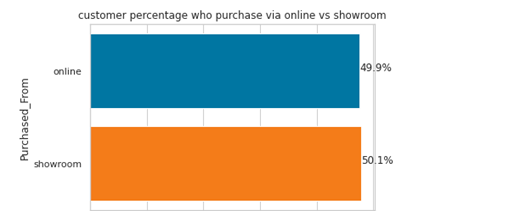 customer percentage who purchase via online vs showroom
online
49.9%
Purchased_From
showroom
50.1%